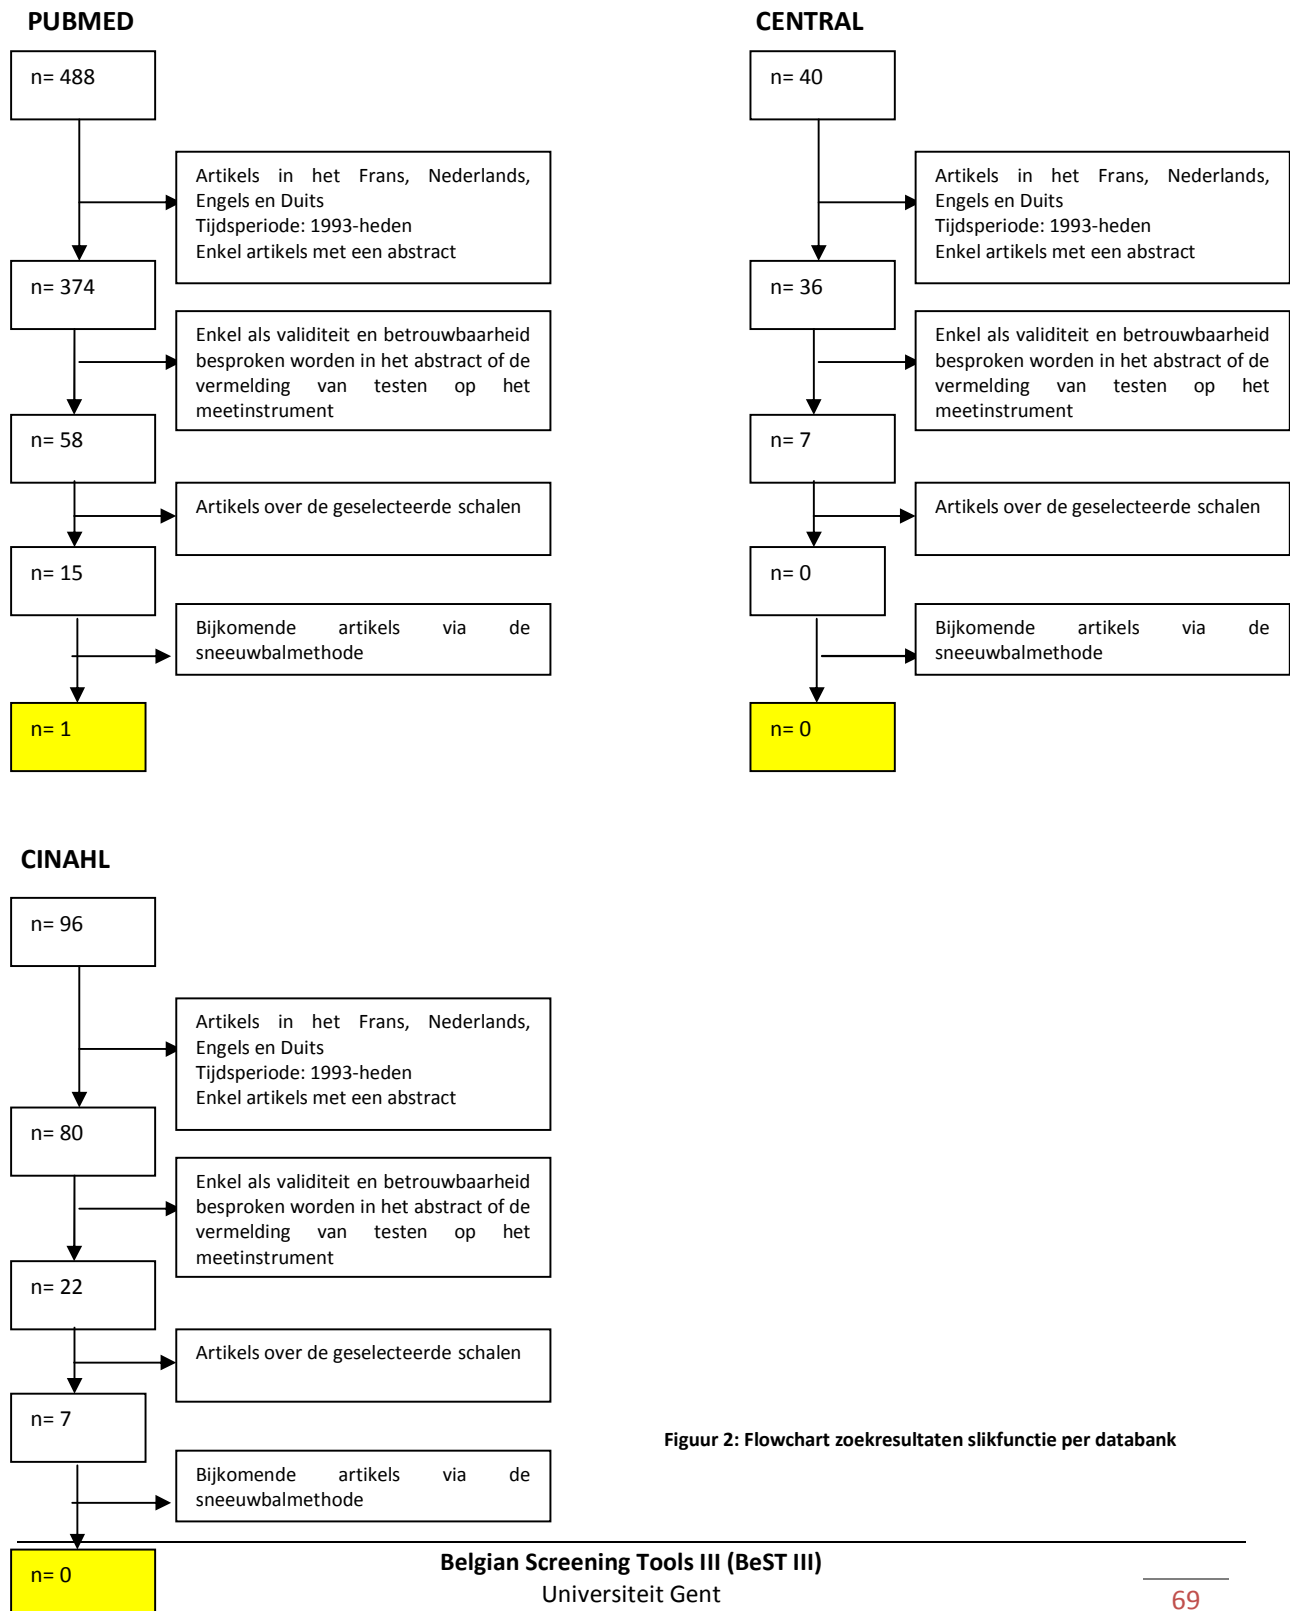 PUBMED
n= 488
Artikels in het Frans, Nederlands,
Engels en Duits
Tijdsperiode: 1993-heden
Enkel artikels met een abstract
n= 374
Enkel als validiteit en betrouwbaarheid
besproken worden in het abstract of de
vermelding van testen op het
meetinstrument
n= 58
Artikels over de geselecteerde schalen
n= 15
Bijkomende artikels via de
sneeuwbalmethode
n= 1
CENTRAL
n= 40
Artikels in het Frans, Nederlands,
Engels en Duits
Tijdsperiode: 1993-heden
Enkel artikels met een abstract
n= 36
Enkel als validiteit en betrouwbaarheid
besproken worden in het abstract of de
vermelding van testen op het
meetinstrument
n= 7
Artikels over de geselecteerde schalen
n= 0
Bijkomende artikels via de
sneeuwbalmethode
n= 0
CINAHL
n= 96
Artikels in het Frans, Nederlands,
Engels en Duits
Tijdsperiode: 1993-heden
Enkel artikels met een abstract
n= 80
Enkel als validiteit en betrouwbaarheid
besproken worden in het abstract of de
vermelding van testen op het
meetinstrument
n= 22
Artikels over de geselecteerde schalen
n= 7
Bijkomende artikels via de
sneeuwbalmethode
n= 0
Figuur 2: Flowchart zoekresultaten slikfunctie per databank
Belgian Screening Tools III (BeST III)
Universiteit Gent
69